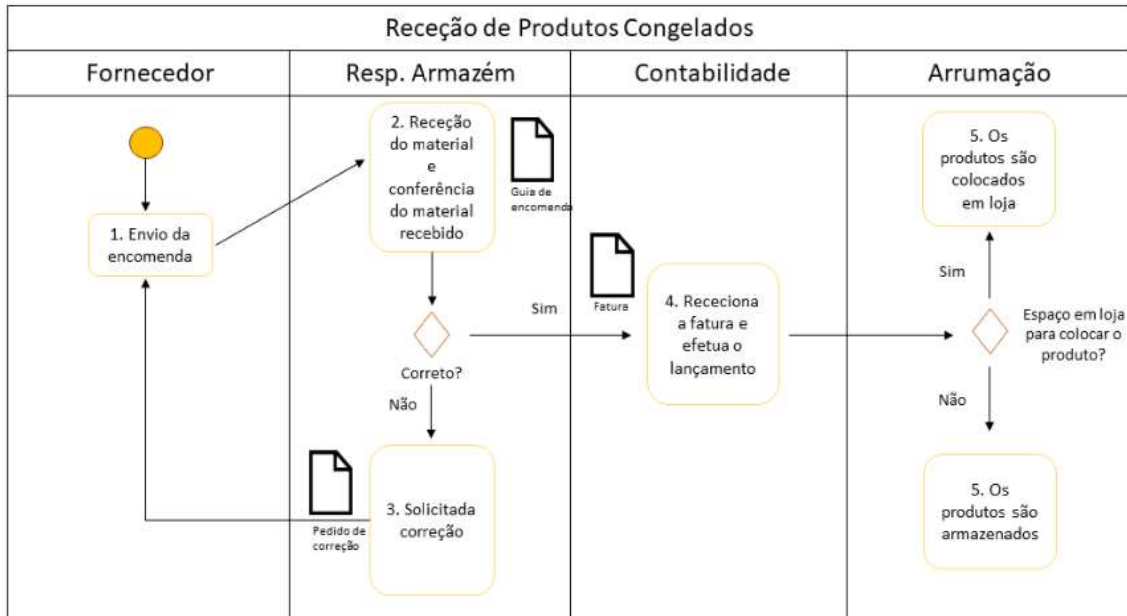 Receção de Produtos Congelados
Fornecedor
Resp. Armazém
Contabilidade
Arrumação
1. Envio da
encomenda
2. Receção
do material
e
conferência
do material
recebido
Guia de
encomenda
Correto?
Sim
Não
3. Solicitada
correção
Pedido de
correção
Fatura
4. Receciona
a fatura e
efetua o
lançamento
5. Os
produtos são
colocados
em loja
Sim
Espaço em loja
para colocar o
produto?
Não
5. Os
produtos são
armazenados